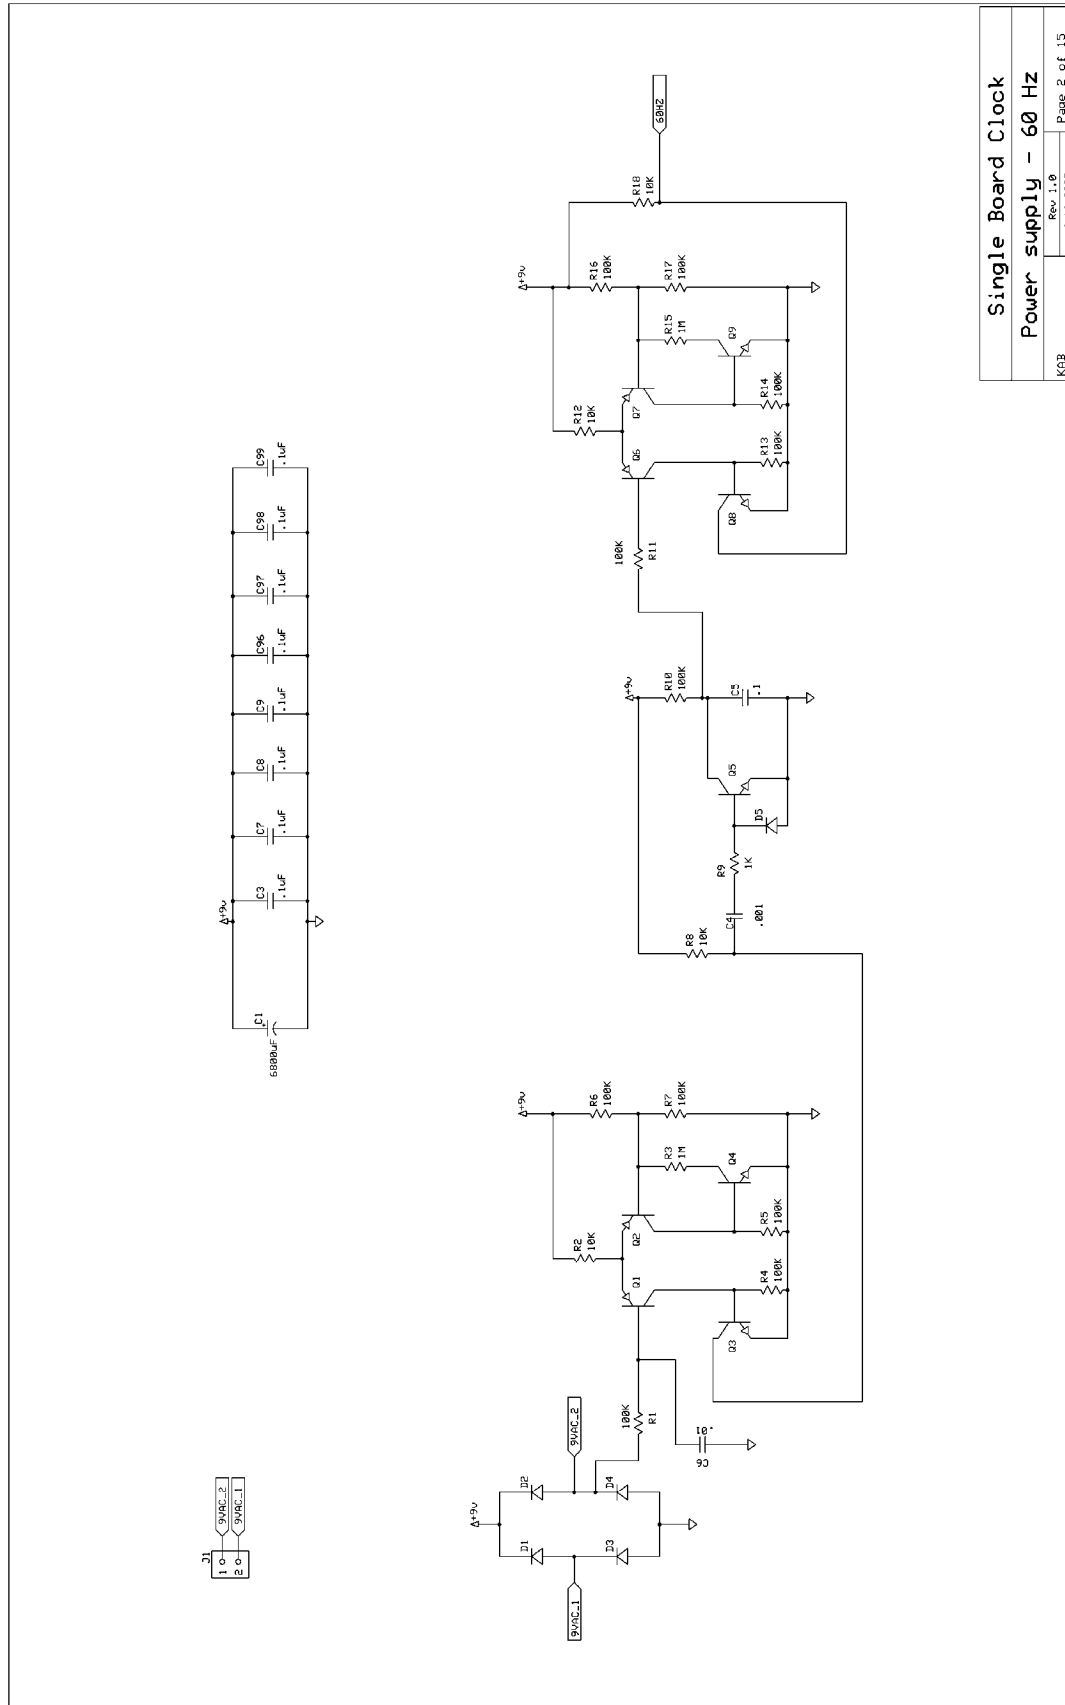 J1
1
2
9VAC_2
9VAC_1
+9v
C1
6800uF
C3
.1uF
C7
.1uF
C8
.1uF
C9
.1uF
C96
.1uF
C97
.1uF
C98
.1uF
C99
.1uF
9VAC_1
+9v
D1
D2
D3
D4
9VAC_2
100K
R1
C6
.01
Q1
Q2
R2
10K
Q3
R4
100K
R5
100K
Q4
R3
1M
+9v
R6
100K
R7
100K
R8
10K
C4
.001
R9
1K
D5
Q5
+9v
R10
100K
C5
.1
100K
R11
Q6
Q7
R12
10K
Q8
R13
100K
R14
100K
Q9
R15
1M
+9v
R16
100K
R17
100K
R18
10K
60HZ
Single Board Clock
Power supply - 60 Hz
KAB
Rev 1.0
Page 2 of 15